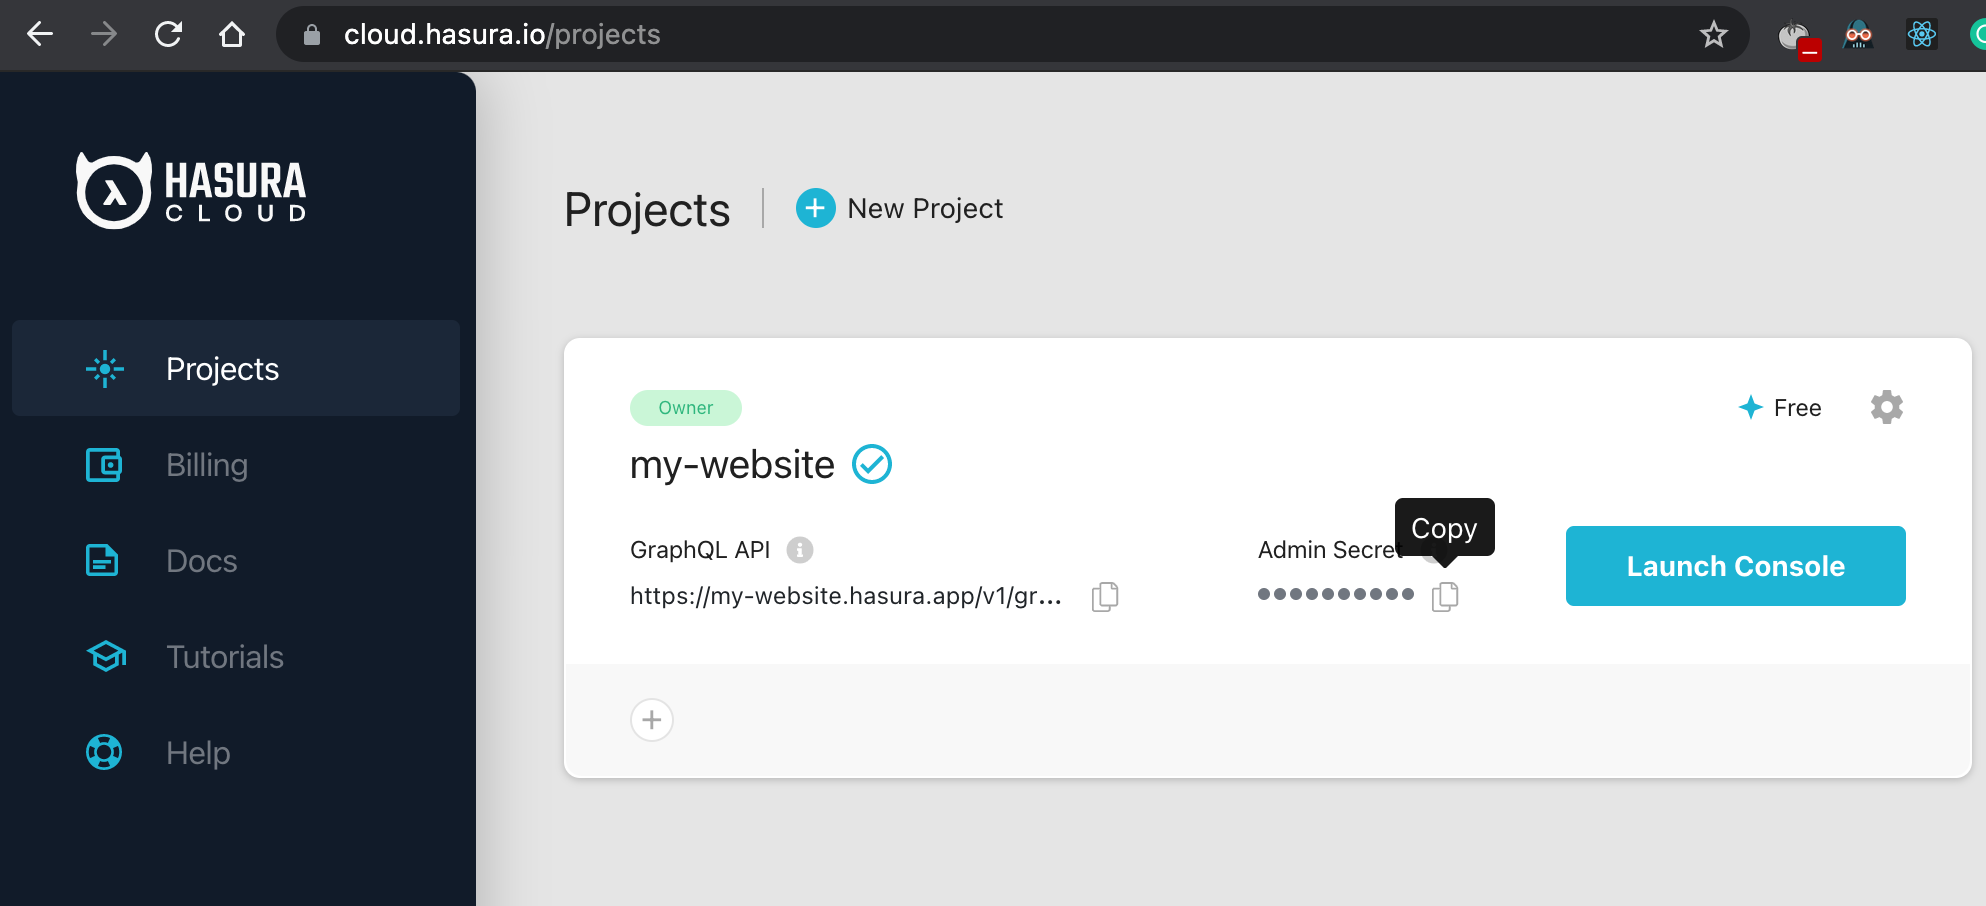 cloud.hasura.io/projects
HASURA
CLOUD
Projects
Billing
Docs
Tutorials
Help
Projects
New Project
Owner
Free
my-website
Copy
GraphQL API
Admin Secret
https://my-website.hasura.app/v1/gr...
••••••••••
Launch Console